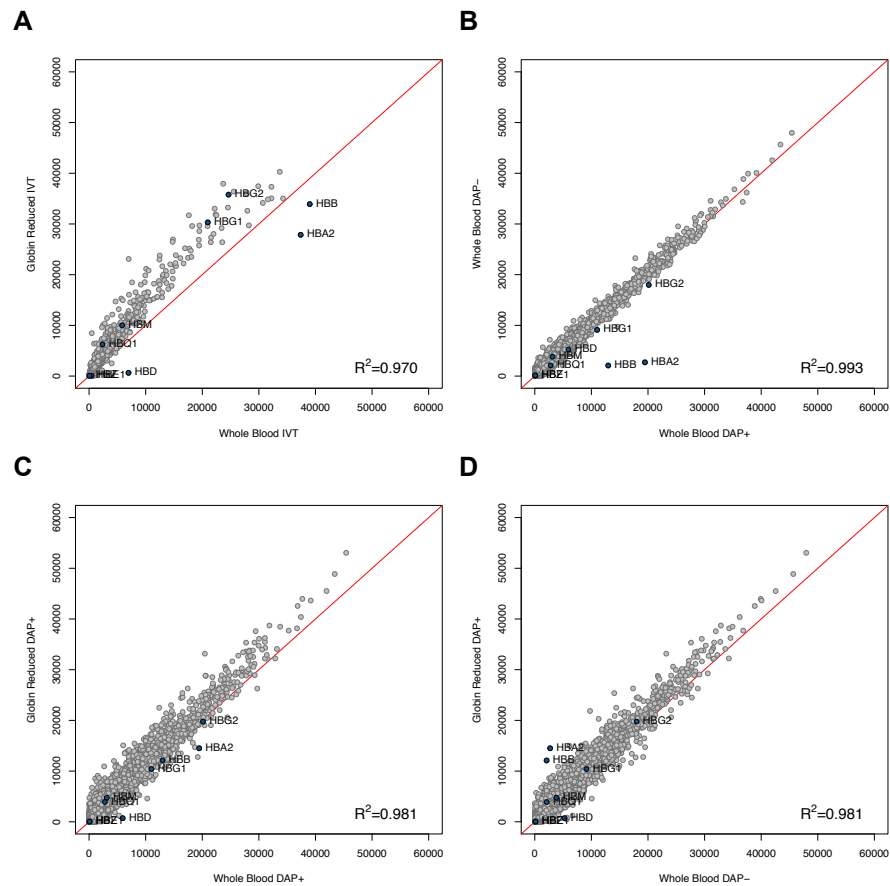 A
Globin Reduced IVT
60000
50000
40000
30000
20000
10000
0
HBG2
HBG1
HBB
HBA2
HBM
HBQ1
HBE1
HBD
R²=0.970
0 10000 20000 30000 40000 50000 60000
Whole Blood IVT
B
Whole Blood DAP−
60000
50000
40000
30000
20000
10000
0
HBG2
HBG1
HBD
HBM
HBQ1
HBB
HBA2
HBE1
R²=0.993
0 10000 20000 30000 40000 50000 60000
Whole Blood DAP+
C
Globin Reduced DAP+
60000
50000
40000
30000
20000
10000
0
HBG2
HBA2
HBB
HBG1
HBM
HBQ1
HBD
HBE1
R²=0.981
0 10000 20000 30000 40000 50000 60000
Whole Blood DAP+
D
Globin Reduced DAP+
60000
50000
40000
30000
20000
10000
0
HBG2
HBA2
HBB
HBG1
HBM
HBQ1
HBD
HBE1
R²=0.981
0 10000 20000 30000 40000 50000 60000
Whole Blood DAP−